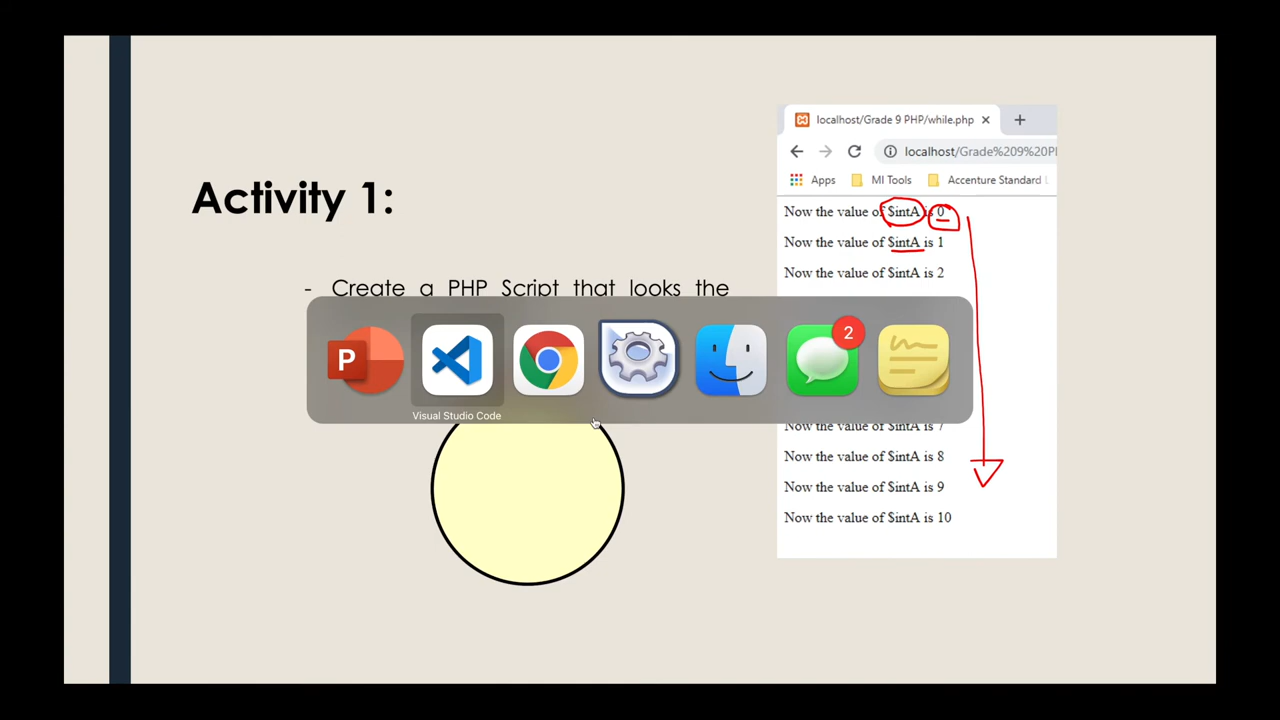 Activity 1:
- Create a PHP Script that looks the
localhost/Grade 9 PHP/while.php
localhost/Grade%209%20P
Apps MI Tools Accenture Standard
Now the value of $intA is 0
Now the value of $intA is 1
Now the value of $intA is 2
P
2
Visual Studio Code
Now the value of $intA is 7
Now the value of $intA is 8
Now the value of $intA is 9
Now the value of $intA is 10